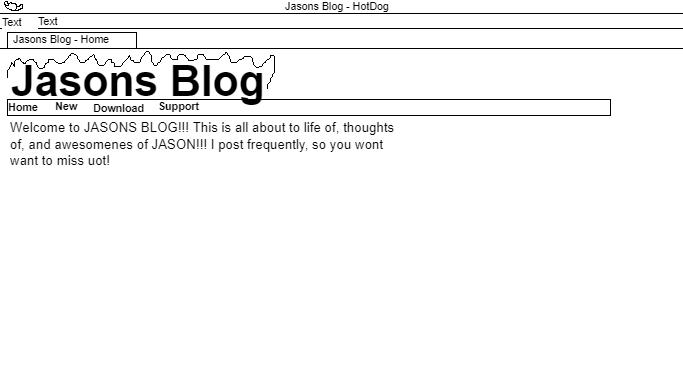 Jasons Blog - HotDog
Text Text
Jasons Blog - Home
Jasons Blog
Home New Download Support
Welcome to JASONS BLOG!!! This is all about to life of, thoughts
of, and awesomenes of JASON!!! I post frequently, so you wont
want to miss uot!